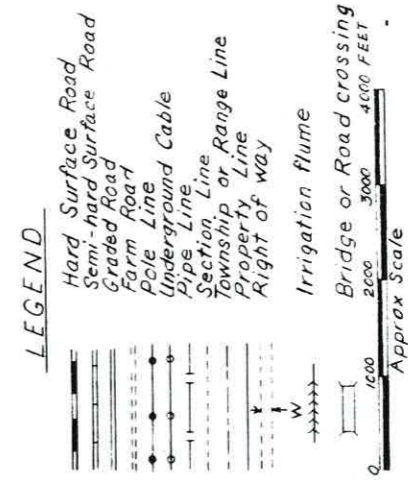 LEGEND
Hard Surface Road
Semi-hard Surface Road
Graded Road
Farm Road
Pole Line
Underground Cable
Pipe Line
Section Line
Township or Range Line
Property Line
Right of way
W
Irrigation flume
Bridge or Road crossing
0 1000 2000 3000 4000 FEET
Approx Scale